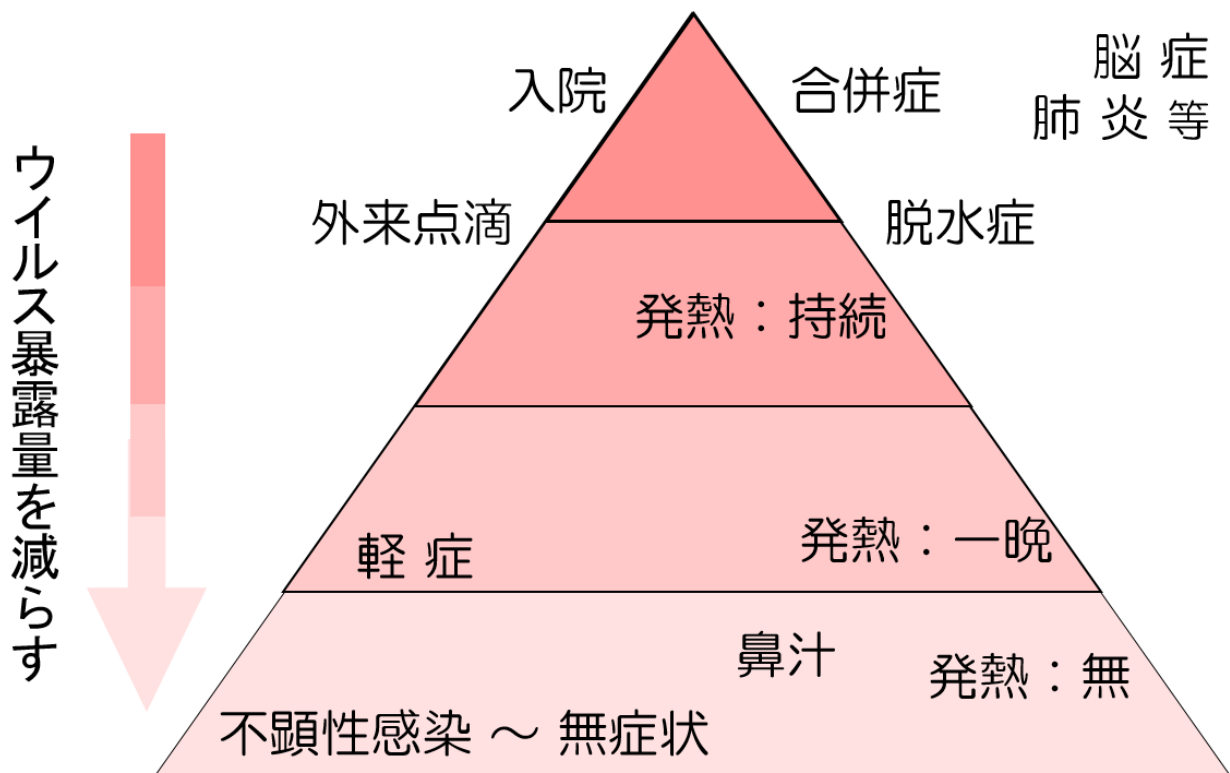 脳 症
肺 炎 等
入院
合併症
外来点滴
脱水症
発熱：持続
軽 症
発熱：一晩
鼻汁
発熱：無
不顕性感染 ～ 無症状
ウイルス暴露量を減らす